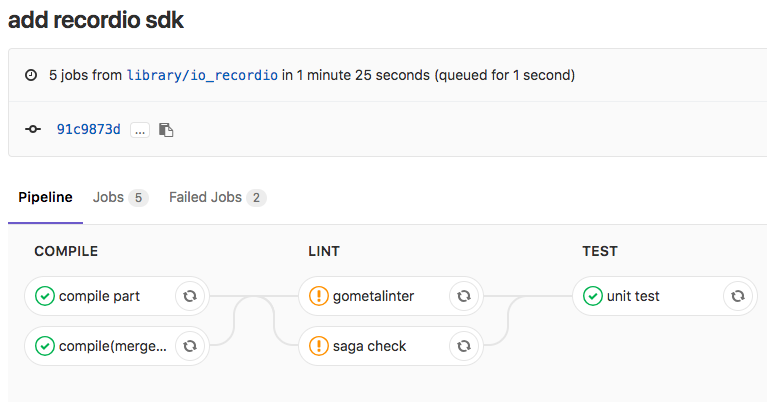 add recordio sdk
5 jobs from library/io_recordio in 1 minute 25 seconds (queued for 1 second)
91c9873d ...
Pipeline Jobs 5 Failed Jobs 2
COMPILE LINT TEST
compile part gometalinter unit test
compile(merge... saga check